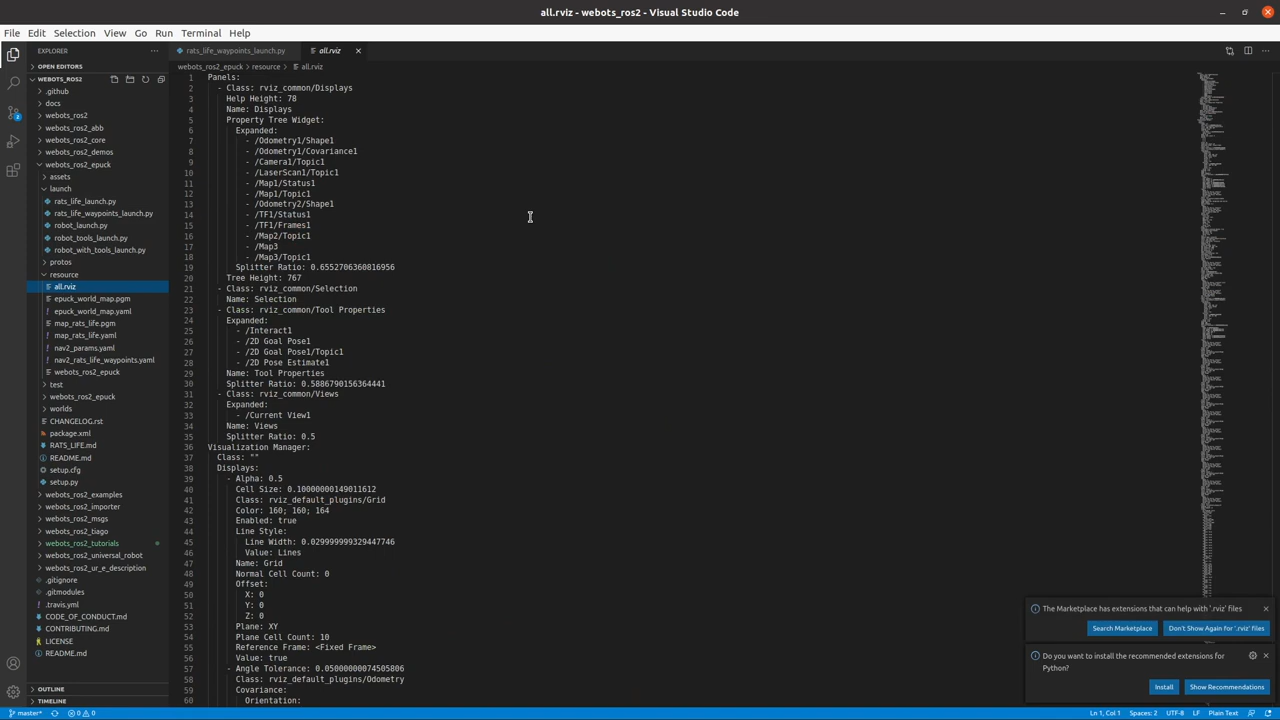 all.rviz - webots_ros2 - Visual Studio Code
File Edit Selection View Go Run Terminal Help
EXPLORER
OPEN EDITORS
WEBOTS_ROS2
.github
docs
webots_ros2
webots_ros2_abb
webots_ros2_core
webots_ros2_demos
webots_ros2_epuck
assets
launch
rats_life_launch.py
rats_life_waypoints_launch.py
robot_launch.py
robot_tools_launch.py
robot_with_tools_launch.py
protos
resource
all.rviz
epuck_world_map.pgm
! epuck_world_map.yaml
map_rats_life.pgm
! map_rats_life.yaml
! nav2_params.yaml
! nav2_rats_life_waypoints.yaml
webots_ros2_epuck
test
webots_ros2_epuck
worlds
CHANGELOG.rst
package.xml
RATS_LIFE.md
README.md
setup.cfg
setup.py
webots_ros2_examples
webots_ros2_importer
webots_ros2_msgs
webots_ros2_tiago
webots_ros2_tutorials
webots_ros2_universal_robot
webots_ros2_ur_e_description
.gitignore
.gitmodules
! .travis.yml
CODE_OF_CONDUCT.md
CONTRIBUTING.md
LICENSE
README.md
OUTLINE
TIMELINE
2
rats_life_waypoints_launch.py
all.rviz
webots_ros2_epuck > resource > all.rviz
1 Panels:
2 - Class: rviz_common/Displays
3 Help Height: 78
4 Name: Displays
5 Property Tree Widget:
6 Expanded:
7 - /Odometry1/Shape1
8 - /Odometry1/Covariance1
9 - /Camera1/Topic1
10 - /LaserScan1/Topic1
11 - /Map1/Status1
12 - /Map1/Topic1
13 - /Odometry2/Shape1
14 - /TF1/Status1
15 - /TF1/Frames1
16 - /Map2/Topic1
17 - /Map3
18 - /Map3/Topic1
19 Splitter Ratio: 0.6552706360816956
20 Tree Height: 767
21 - Class: rviz_common/Selection
22 Name: Selection
23 - Class: rviz_common/Tool Properties
24 Expanded:
25 - /Interact1
26 - /2D Goal Pose1
27 - /2D Goal Pose1/Topic1
28 - /2D Pose Estimate1
29 Name: Tool Properties
30 Splitter Ratio: 0.5886790156364441
31 - Class: rviz_common/Views
32 Expanded:
33 - /Current View1
34 Name: Views
35 Splitter Ratio: 0.5
36 Visualization Manager:
37 Class: ""
38 Displays:
39 - Alpha: 0.5
40 Cell Size: 0.10000000149011612
41 Class: rviz_default_plugins/Grid
42 Color: 160; 160; 164
43 Enabled: true
44 Line Style:
45 Line Width: 0.029999999329447746
46 Value: Lines
47 Name: Grid
48 Normal Cell Count: 0
49 Offset:
50 X: 0
51 Y: 0
52 Z: 0
53 Plane: XY
54 Plane Cell Count: 10
55 Reference Frame: <Fixed Frame>
56 Value: true
57 - Angle Tolerance: 0.05000000074505806
58 Class: rviz_default_plugins/Odometry
59 Covariance:
60 Orientation:
The Marketplace has extensions that can help with '.rviz' files
Search Marketplace
Don't Show Again for '.rviz' files
Do you want to install the recommended extensions for
Python?
Install
Show Recommendations
master* 0 0
Ln 1, Col 1 Spaces: 2 UTF-8 LF Plain Text